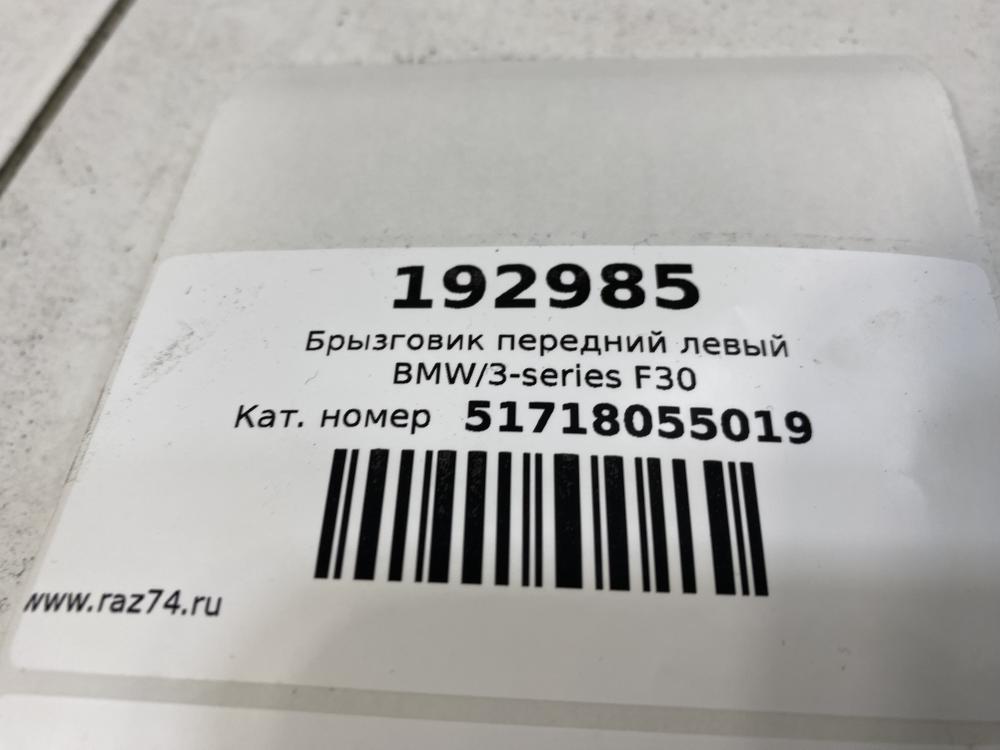 192985
Брызговик передний левый
BMW/3-series F30
Кат. номер 51718055019
www.raz74.ru